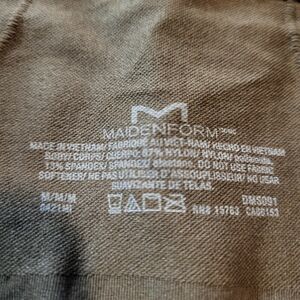 M
MAIDENFORM
MADE IN VIETNAM/ FABRIQUÉ AU VIET-NAM/ HECHO EN VIETNAM
BODY/ CORPS/ CUERPO: 87% NYLON/ NYLON/ poliamida,
13% SPANDEX/ SPANDEX/ elastano. DO NOT USE FABRIC
SOFTENER/ NE PAS UTILISER D'ASSOUPLISSEUR/ NO USAR
SUAVIZANTE DE TELAS.
M/M/M DMS091
RN# 15763